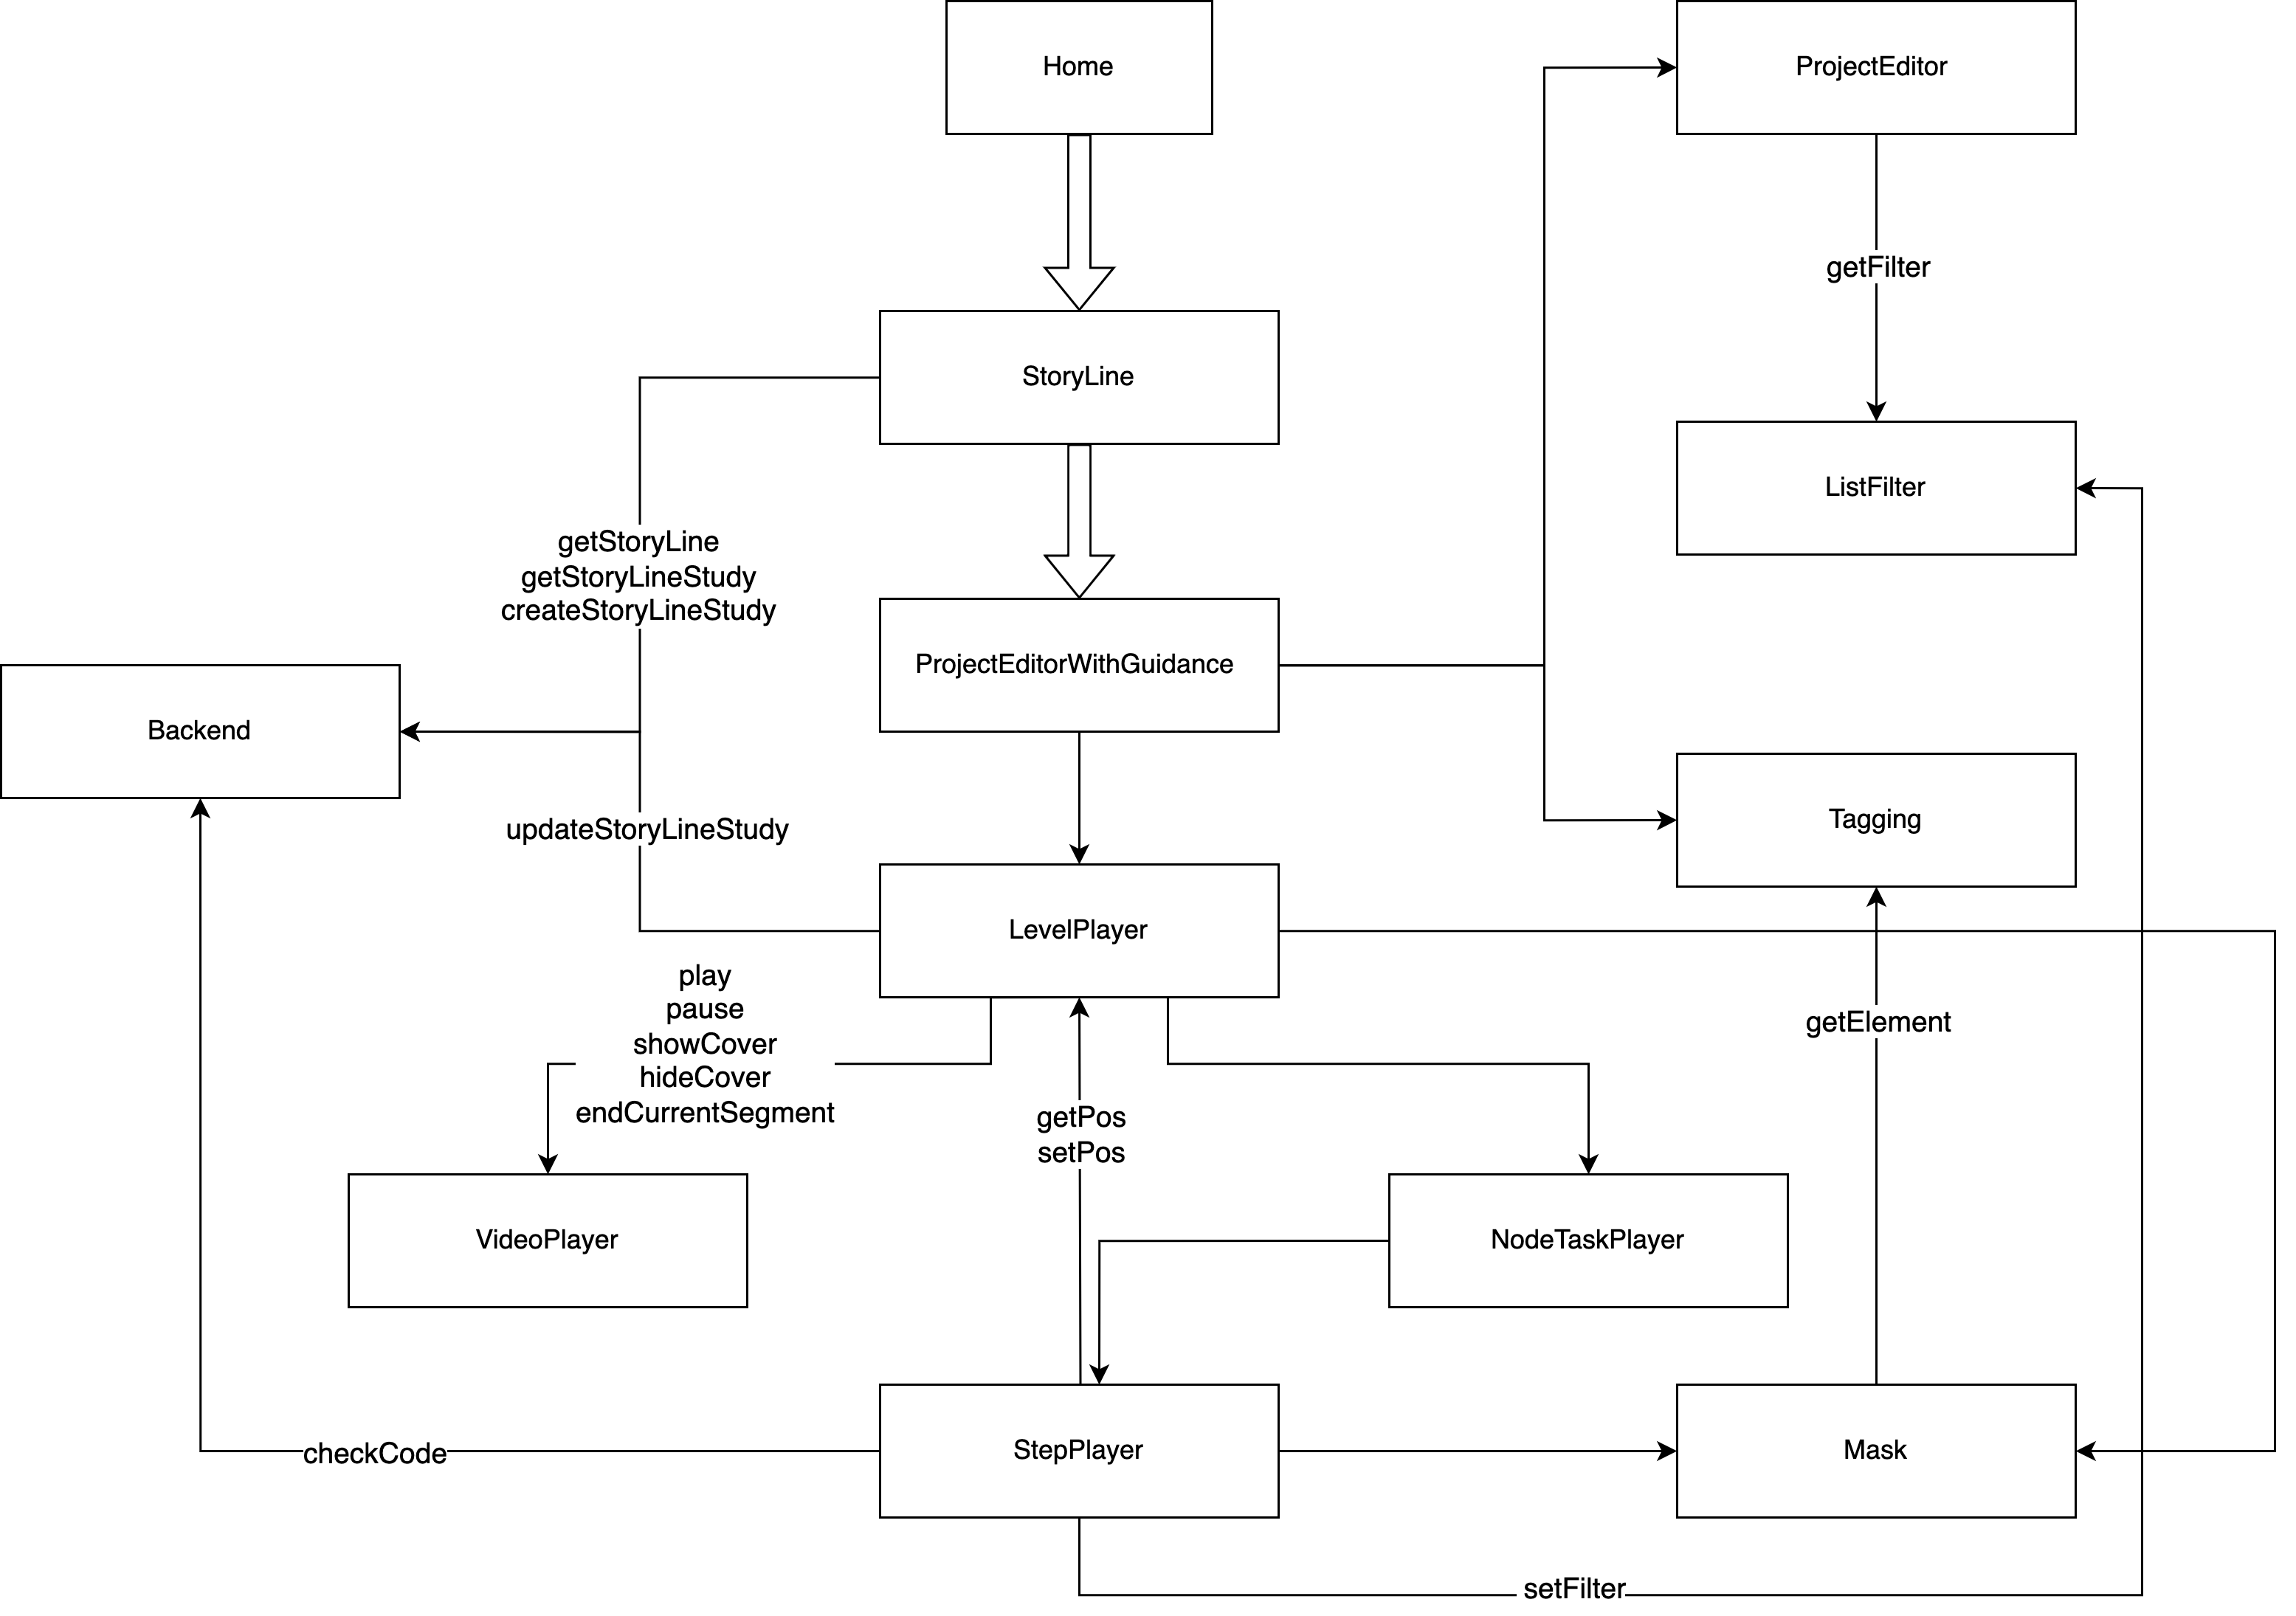 Home
ProjectEditor
getFilter
StoryLine
ListFilter
getStoryLine
getStoryLineStudy
createStoryLineStudy
ProjectEditorWithGuidance
Backend
Tagging
updateStoryLineStudy
LevelPlayer
play
pause
showCover
hideCover
endCurrentSegment
getElement
getPos
setPos
VideoPlayer
NodeTaskPlayer
checkCode
StepPlayer
Mask
setFilter